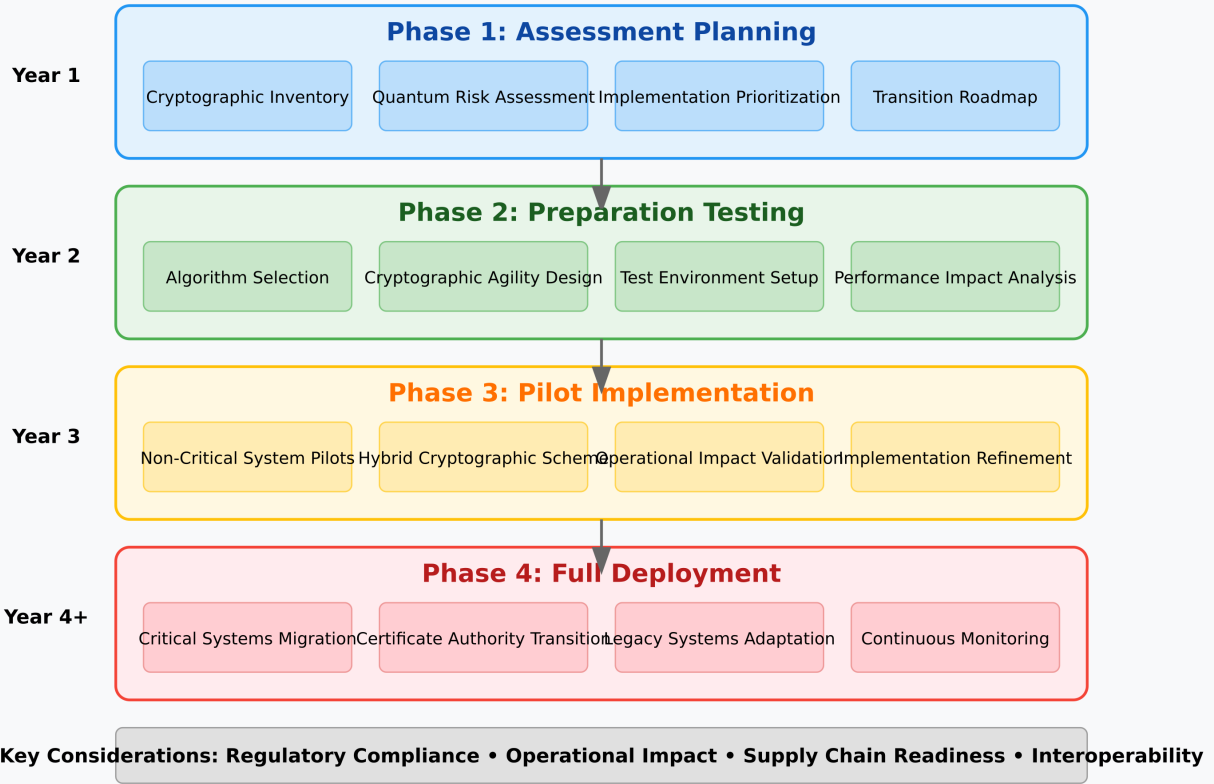 Phase 1: Assessment Planning
Year 1
Cryptographic Inventory
Quantum Risk Assessment
Implementation Prioritization
Transition Roadmap
Phase 2: Preparation Testing
Year 2
Algorithm Selection
Cryptographic Agility Design
Test Environment Setup
Performance Impact Analysis
Phase 3: Pilot Implementation
Year 3
Non-Critical System Pilots
Hybrid Cryptographic Scheme
Operational Impact Validation
Implementation Refinement
Phase 4: Full Deployment
Year 4+
Critical Systems Migration
Certificate Authority Transition
Legacy Systems Adaptation
Continuous Monitoring
Key Considerations: Regulatory Compliance • Operational Impact • Supply Chain Readiness • Interoperability